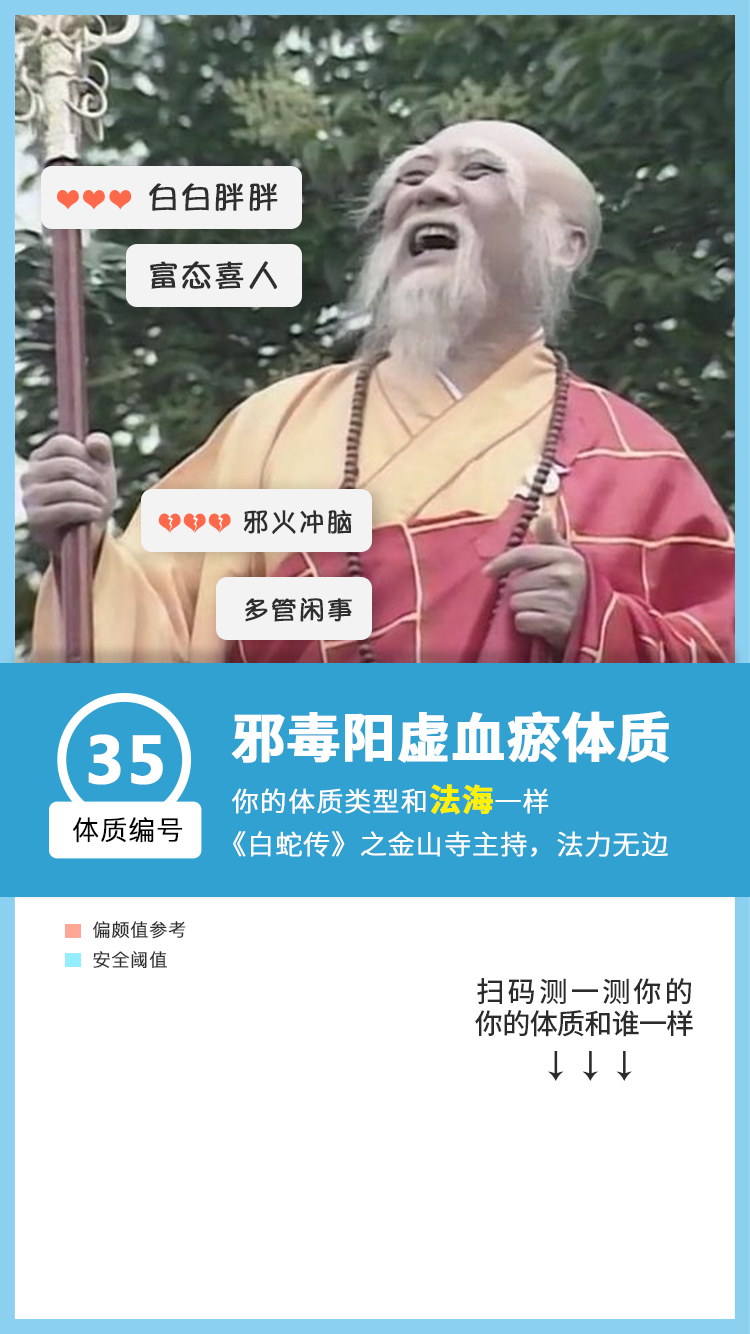 白白胖胖
富态喜人
邪火冲脑
多管闲事
35
体质编号
邪毒阳虚血瘀体质
你的体质类型和法海一样
《白蛇传》之金山寺主持，法力无边
偏颇值参考
安全阈值
扫码测一测你的
你的体质和谁一样
↓↓↓